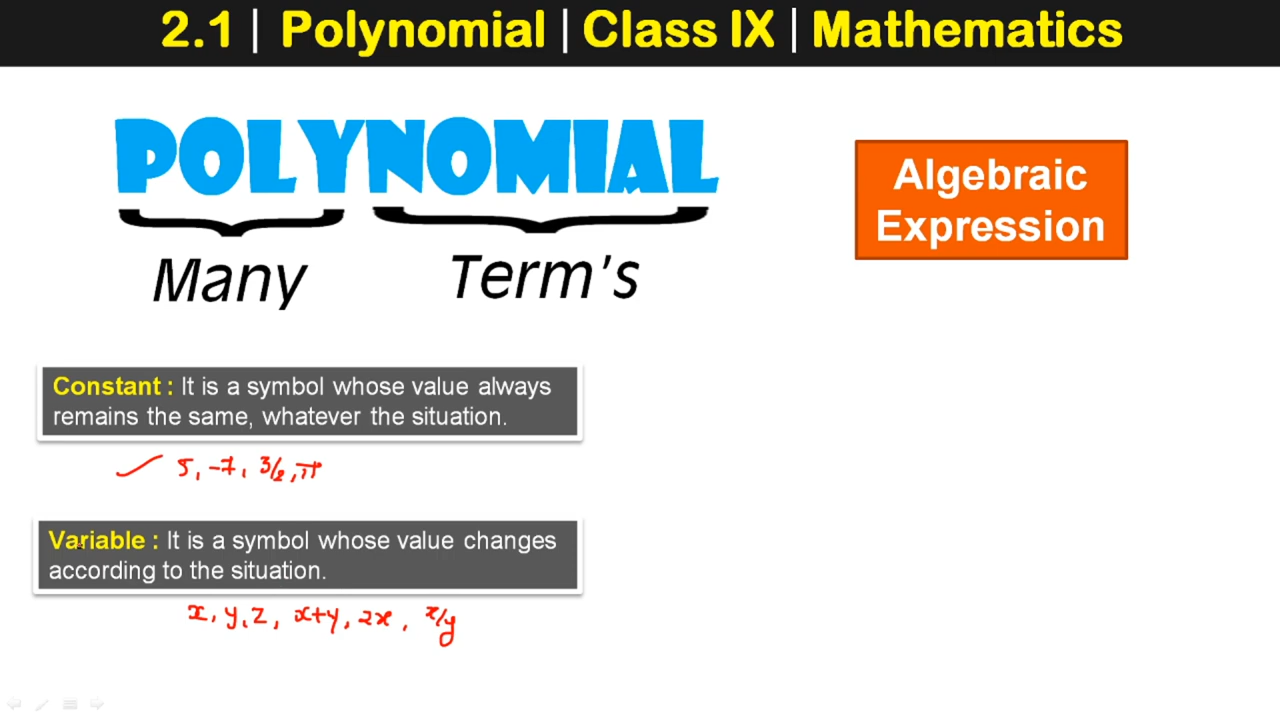 2.1 | Polynomial | Class IX | Mathematics
POLYNOMIAL
Many Term's
Algebraic
Expression
Constant : It is a symbol whose value always
remains the same, whatever the situation.
5, -7, 3/2, π
Variable : It is a symbol whose value changes
according to the situation.
x, y, z, x+y, 2x, x/y